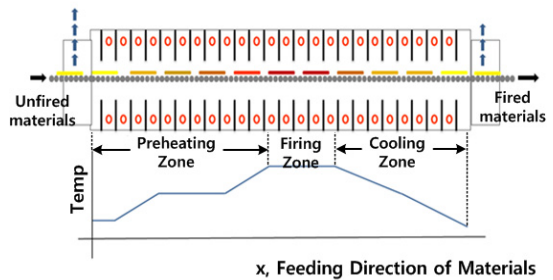 Unfired
materials
Fired
materials
Preheating
Zone
Firing
Zone
Cooling
Zone
Temp
x, Feeding Direction of Materials